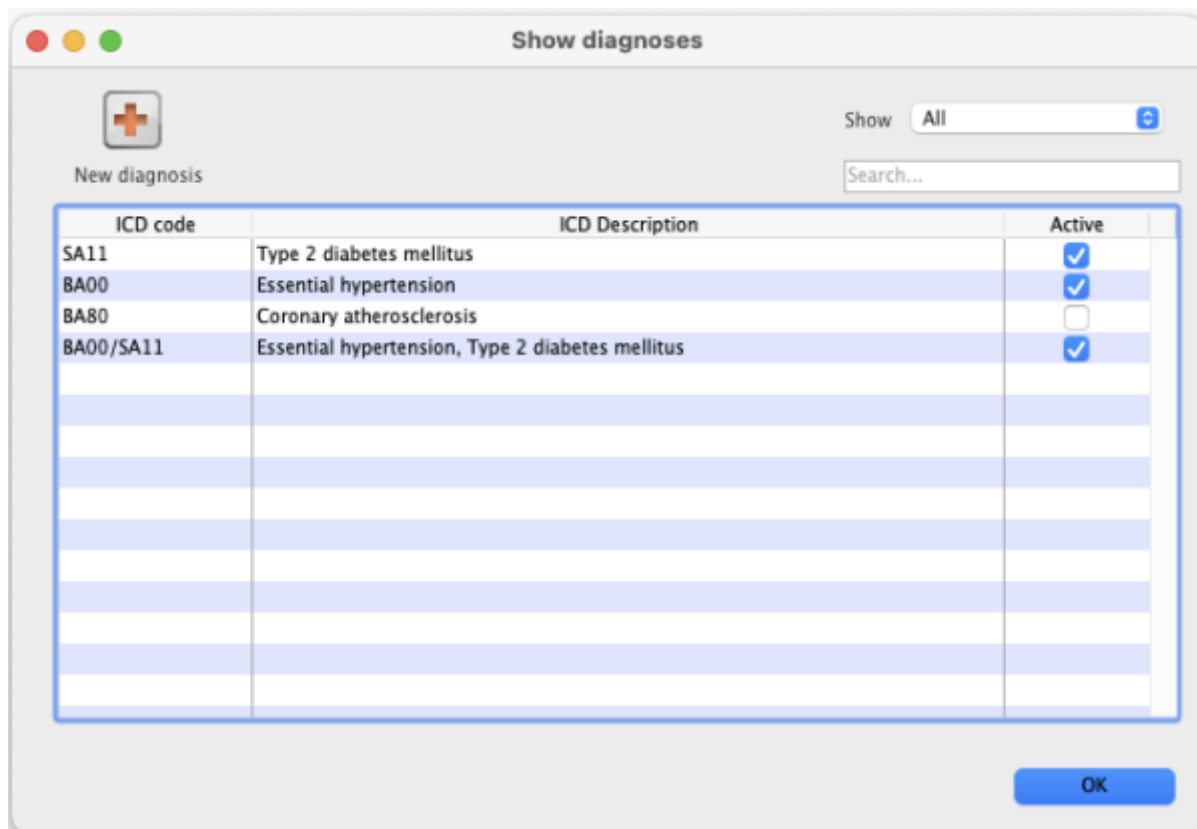 Show diagnoses
Show All
New diagnosis
Search...
ICD code ICD Description Active
SA11 Type 2 diabetes mellitus
BA00 Essential hypertension
BA80 Coronary atherosclerosis
BA00/SA11 Essential hypertension, Type 2 diabetes mellitus
OK